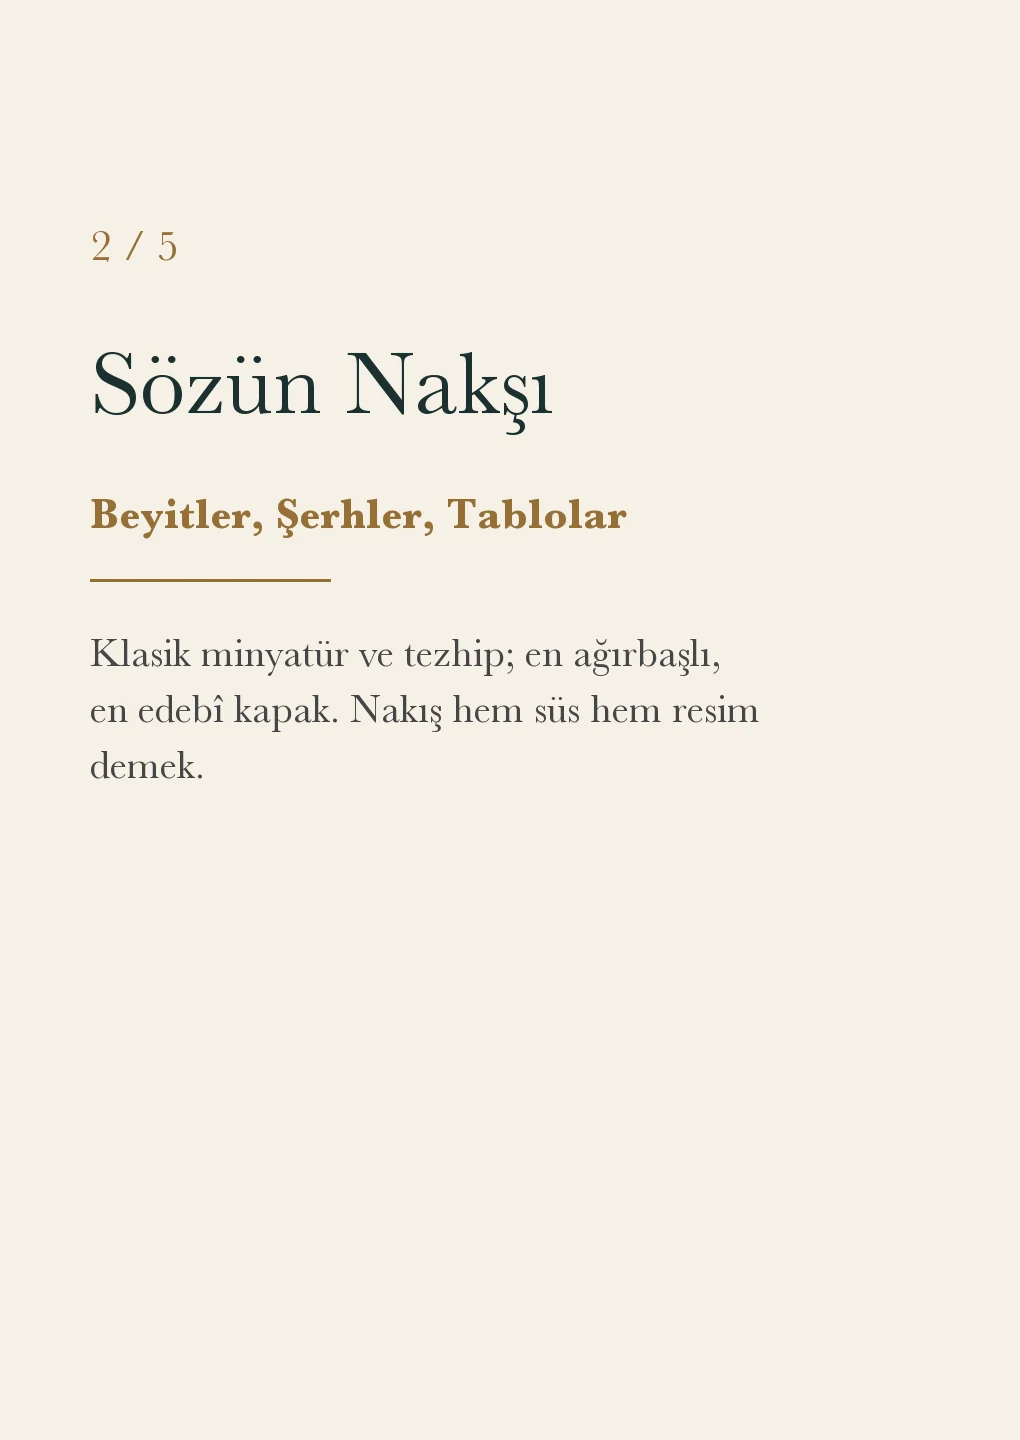 2 / 5
Sözün Nakşı
Beyitler, Şerhler, Tablolar
Klasik minyatür ve tezhip; en ağırbaşlı,
en edebî kapak. Nakış hem süs hem resim
demek.